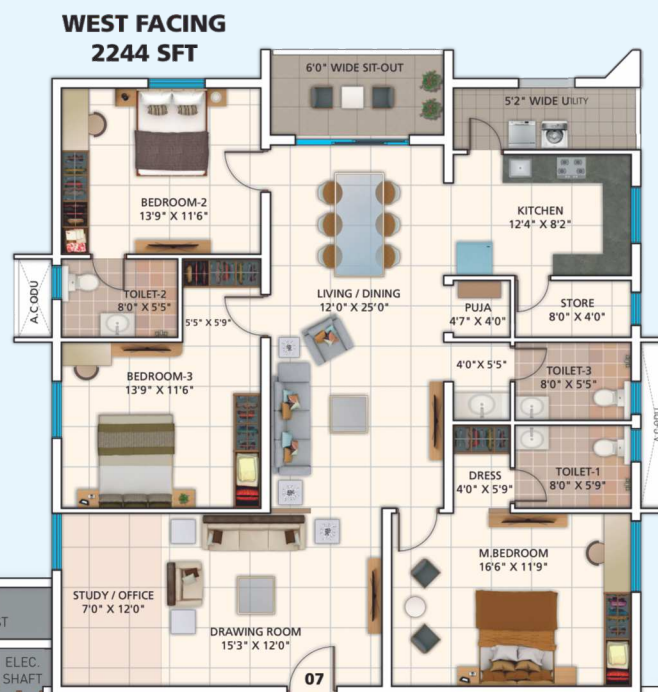 WEST FACING
2244 SFT
6'0" WIDE SIT-OUT
5'2" WIDE UTILITY
BEDROOM-2
13'9" X 11'6"
KITCHEN
12'4" X 8'2"
A.C ODU
TOILET-2
8'0" X 5'5"
5'5" X 5'9"
LIVING / DINING
12'0" X 25'0"
PUJA
4'7" X 4'0"
STORE
8'0" X 4'0"
BEDROOM-3
13'9" X 11'6"
4'0" X 5'5"
TOILET-3
8'0" X 5'5"
A.C ODU
DRESS
4'0" X 5'9"
TOILET-1
8'0" X 5'9"
M.BEDROOM
16'6" X 11'9"
STUDY / OFFICE
7'0" X 12'0"
DRAWING ROOM
15'3" X 12'0"
ELEC.
SHAFT
07